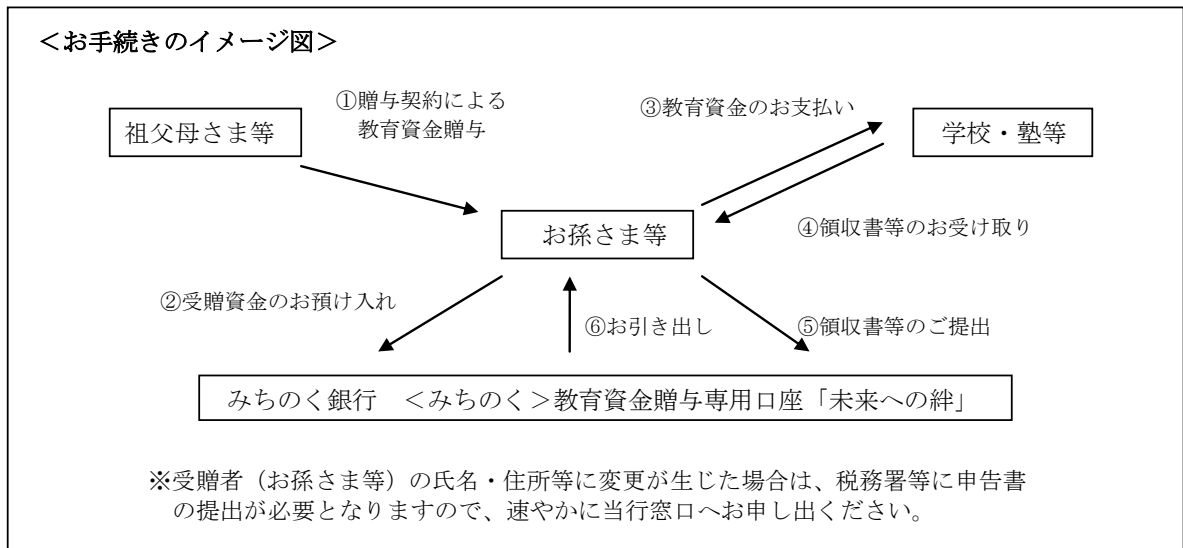 ＜お手続きのイメージ図＞
①贈与契約による
教育資金贈与
③教育資金のお支払い
祖父母さま等
学校・塾等
お孫さま等
④領収書等のお受け取り
②受贈資金のお預け入れ
⑥お引き出し
⑤領収書等のご提出
みちのく銀行　＜みちのく＞教育資金贈与専用口座「未来への絆」
※受贈者（お孫さま等）の氏名・住所等に変更が生じた場合は、税務署等に申告書
の提出が必要となりますので、速やかに当行窓口へお申し出ください。